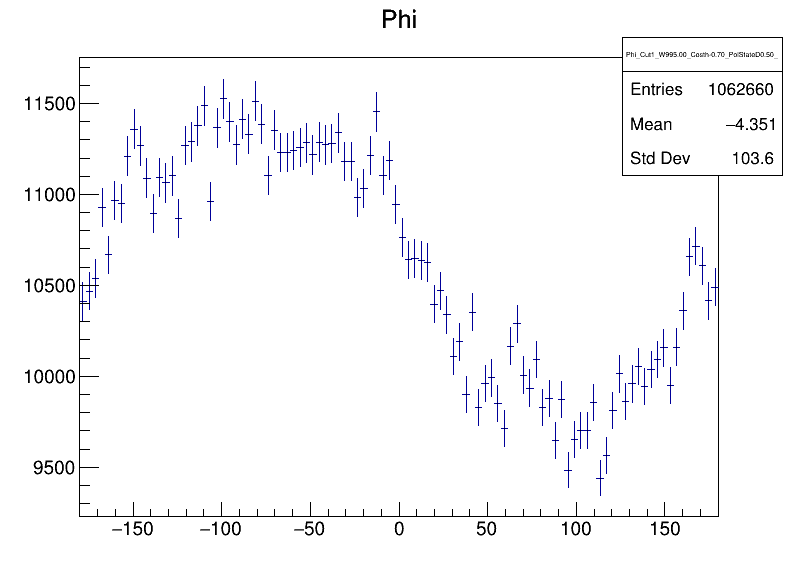 Phi
Phi_Cut1_W995.00_Costh-0.70_PolStateD0.50_
Entries 1062660
Mean −4.351
Std Dev 103.6
11500
11000
10500
10000
9500
−150 −100 −50 0 50 100 150